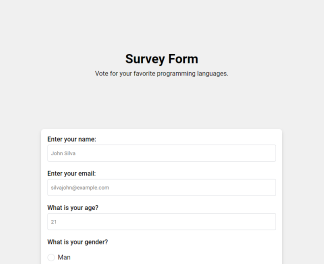 Survey Form
Vote for your favorite programming languages.
Enter your name:
John Silva
Enter your email:
silvajohn@example.com
What is your age?
21
What is your gender?
Man